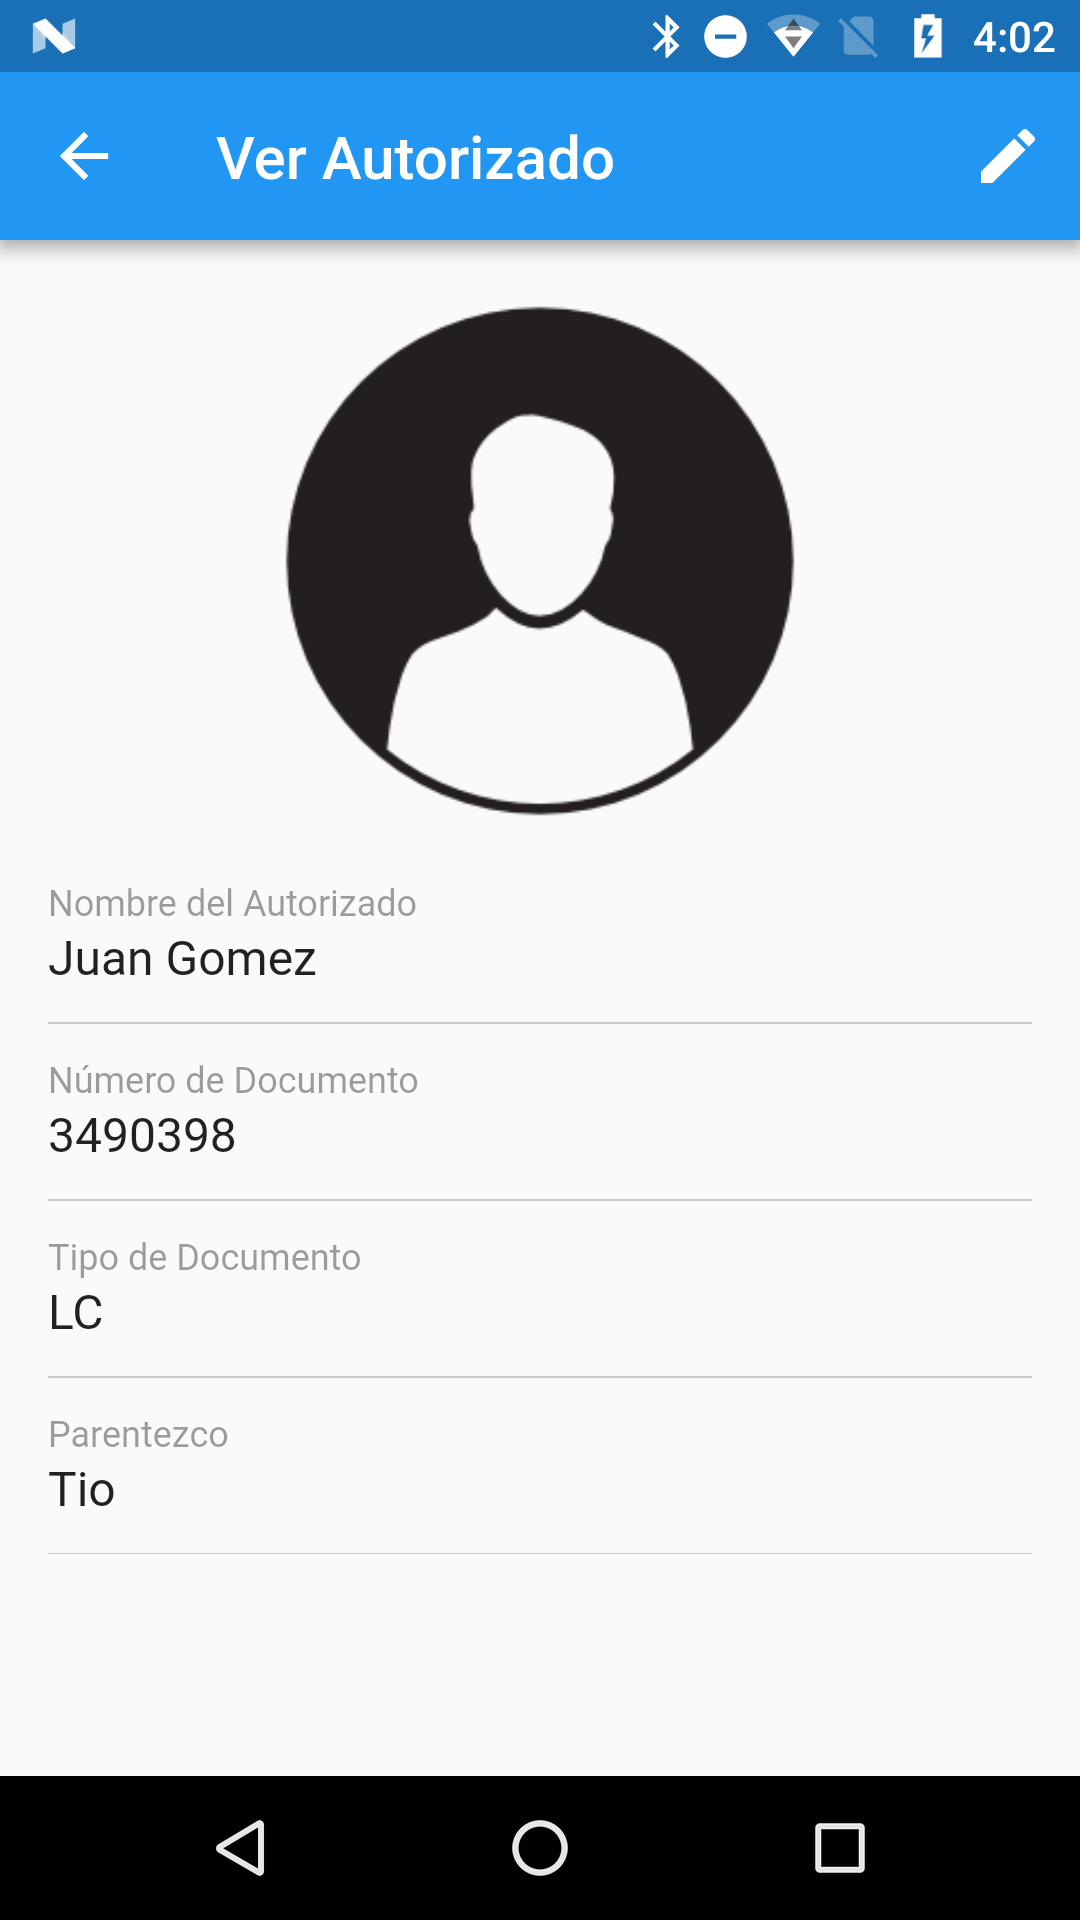 4:02
Ver Autorizado
Nombre del Autorizado
Juan Gomez
Número de Documento
3490398
Tipo de Documento
LC
Parentezco
Tio